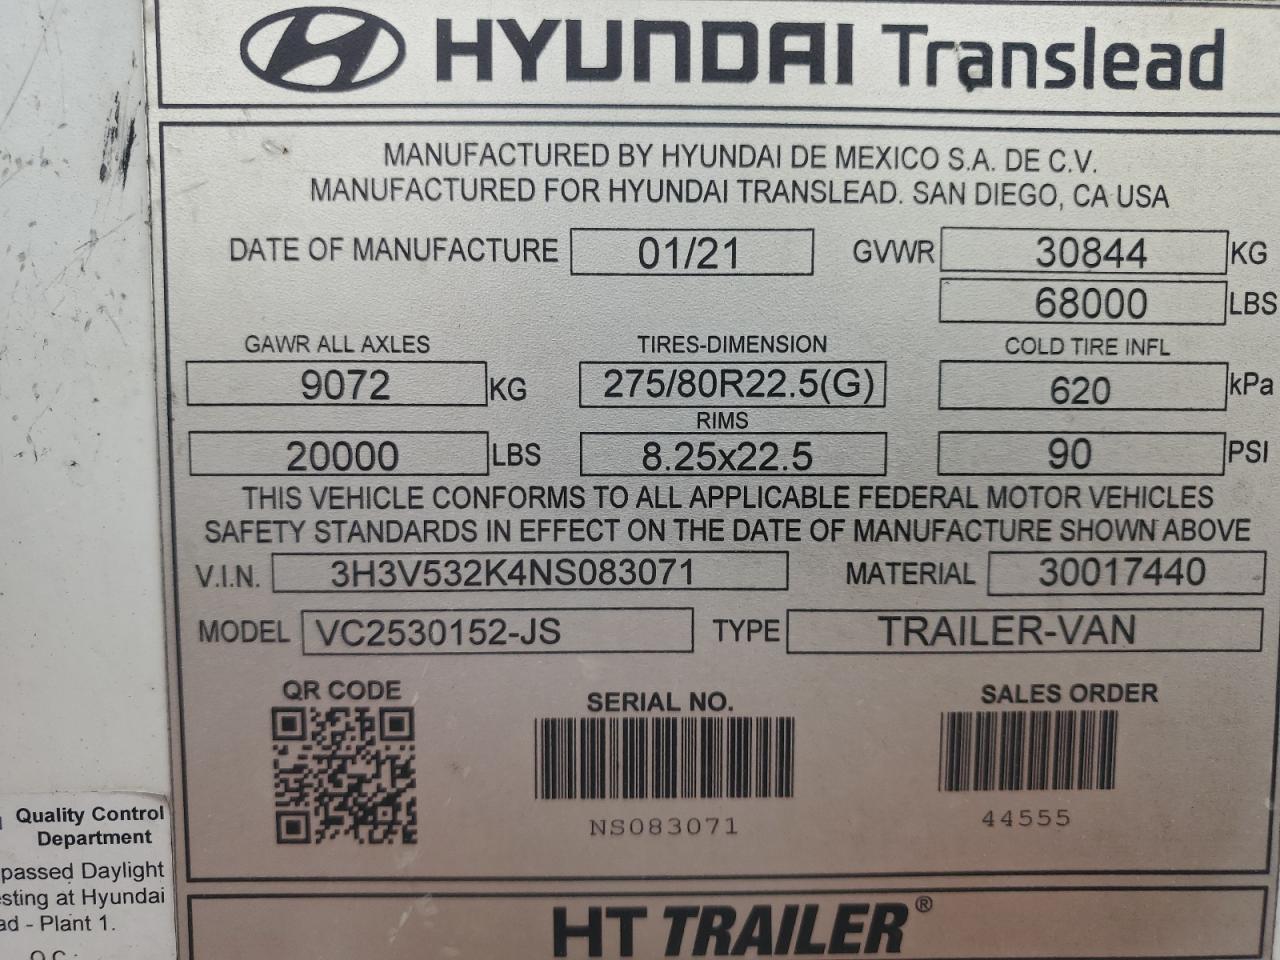 HYUNDAI Translead
MANUFACTURED BY HYUNDAI DE MEXICO S.A. DE C.V.
MANUFACTURED FOR HYUNDAI TRANSLEAD. SAN DIEGO, CA USA
DATE OF MANUFACTURE 01/21 GVWR 30844 KG
68000 LBS
GAWR ALL AXLES TIRES-DIMENSION COLD TIRE INFL
9072 KG 275/80R22.5(G) 620 kPa
RIMS
20000 LBS 8.25x22.5 90 PSI
THIS VEHICLE CONFORMS TO ALL APPLICABLE FEDERAL MOTOR VEHICLES
SAFETY STANDARDS IN EFFECT ON THE DATE OF MANUFACTURE SHOWN ABOVE
V.I.N. 3H3V532K4NS083071 MATERIAL 30017440
MODEL VC2530152-JS TYPE TRAILER-VAN
QR CODE SERIAL NO. SALES ORDER
NS083071 44555
Quality Control
Department
passed Daylight
esting at Hyundai
ad - Plant 1.
HT TRAILER®